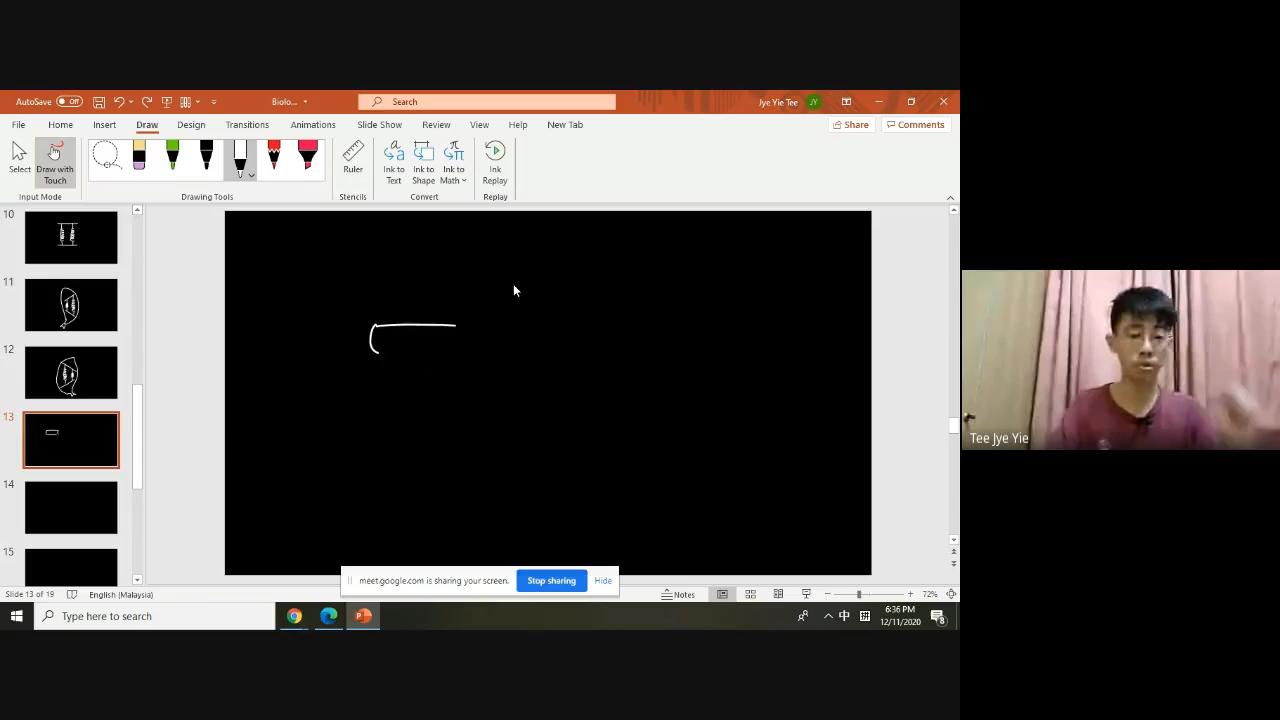 AutoSave Off Biolo... Search Jye Yie Tee JY
File Home Insert Draw Design Transitions Animations Slide Show Review View Help New Tab Share Comments
Select Draw with Touch Ruler Ink to Text Ink to Shape Ink to Math Ink Replay
Input Mode Drawing Tools Stencils Convert Replay
10
11
12
13
14
15
Tee Jye Yie
meet.google.com is sharing your screen. Stop sharing Hide
Slide 13 of 19 English (Malaysia) Notes 72%
Type here to search 中 6:36 PM
12/11/2020 8